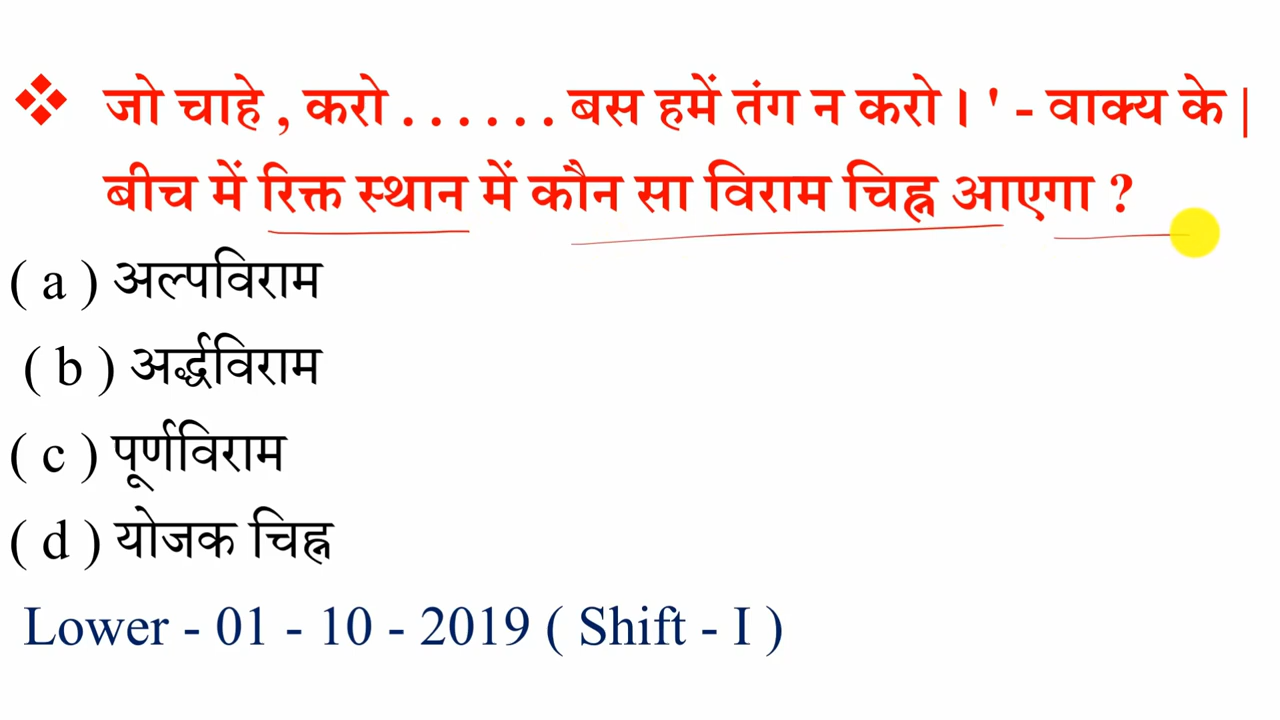 ❖ जो चाहे , करो . . . . . . बस हमें तंग न करो । ' - वाक्य के |
बीच में रिक्त स्थान में कौन सा विराम चिह्न आएगा ?
( a ) अल्पविराम
( b ) अर्द्धविराम
( c ) पूर्णविराम
( d ) योजक चिह्न
Lower - 01 - 10 - 2019 ( Shift - I )